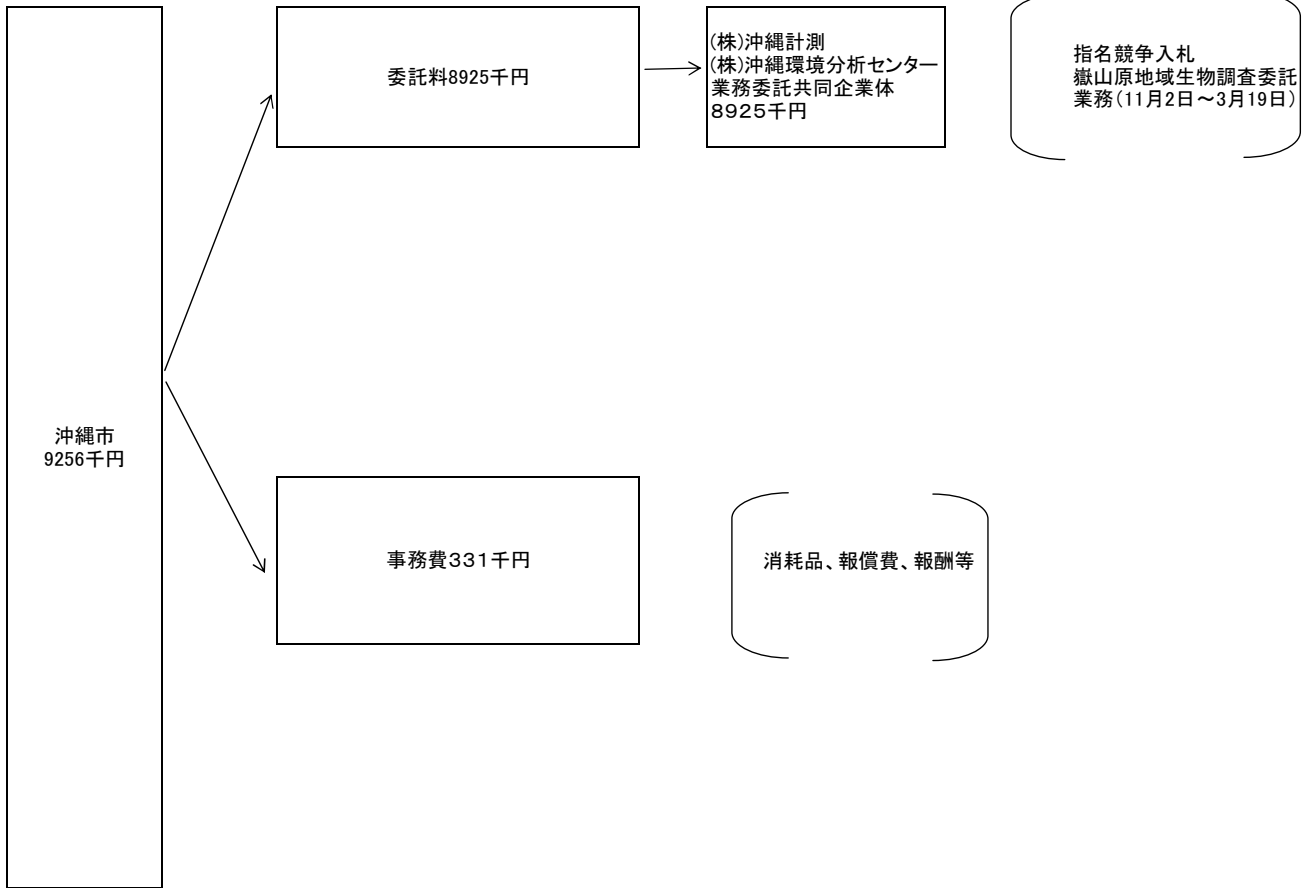 沖縄市
9256千円
委託料8925千円
(株)沖縄計測
(株)沖縄環境分析センター
業務委託共同企業体
8925千円
指名競争入札
嶽山原地域生物調査委託
業務(11月2日～3月19日)
事務費331千円
消耗品、報償費、報酬等